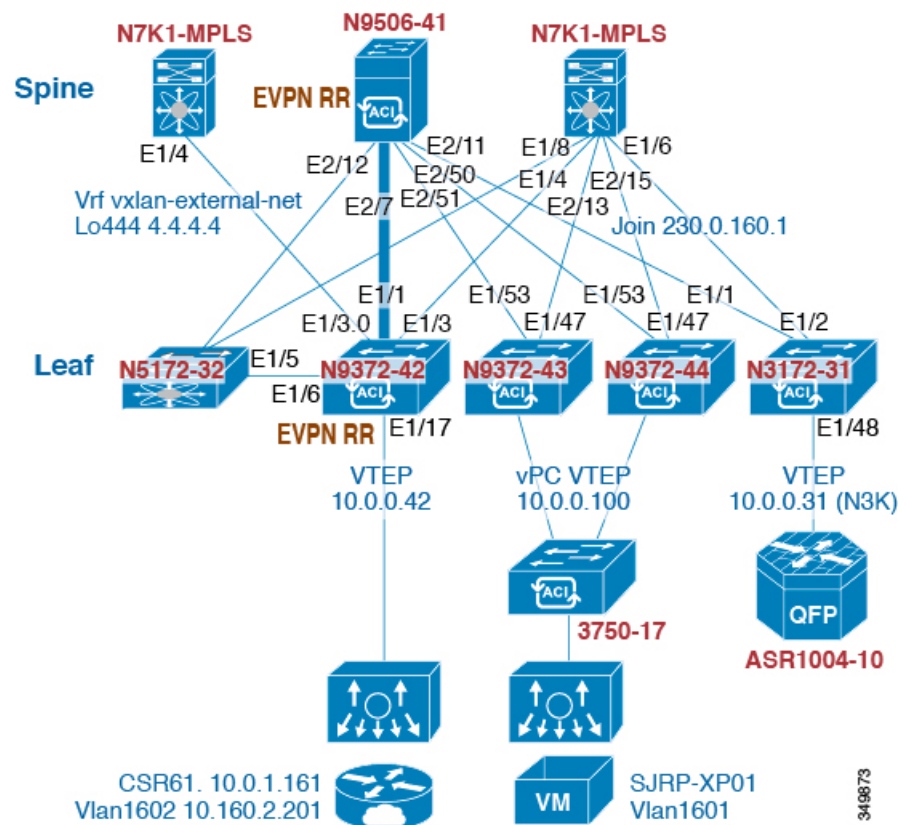 N7K1-MPLS
N9506-41
N7K1-MPLS
Spine
EVPN RR
ACI
E1/4
E2/12
E2/11
E1/8
E1/6
E2/50
E1/4
E2/15
E2/51
E2/7
E2/13
Vrf vxlan-external-net
Lo444 4.4.4.4
Join 230.0.160.1
E1/1
E1/53
E1/53
E1/1
E1/3.0
E1/3
E1/47
E1/47
E1/2
Leaf
N5172-32
E1/5
N9372-42
N9372-43
N9372-44
N3172-31
E1/6
ACI
ACI
ACI
ACI
EVPN RR
E1/17
E1/48
VTEP
10.0.0.42
vPC VTEP
10.0.0.100
VTEP
10.0.0.31 (N3K)
ACI
3750-17
QFP
ASR1004-10
CSR61. 10.0.1.161
Vlan1602 10.160.2.201
VM
SJRP-XP01
Vlan1601
349873